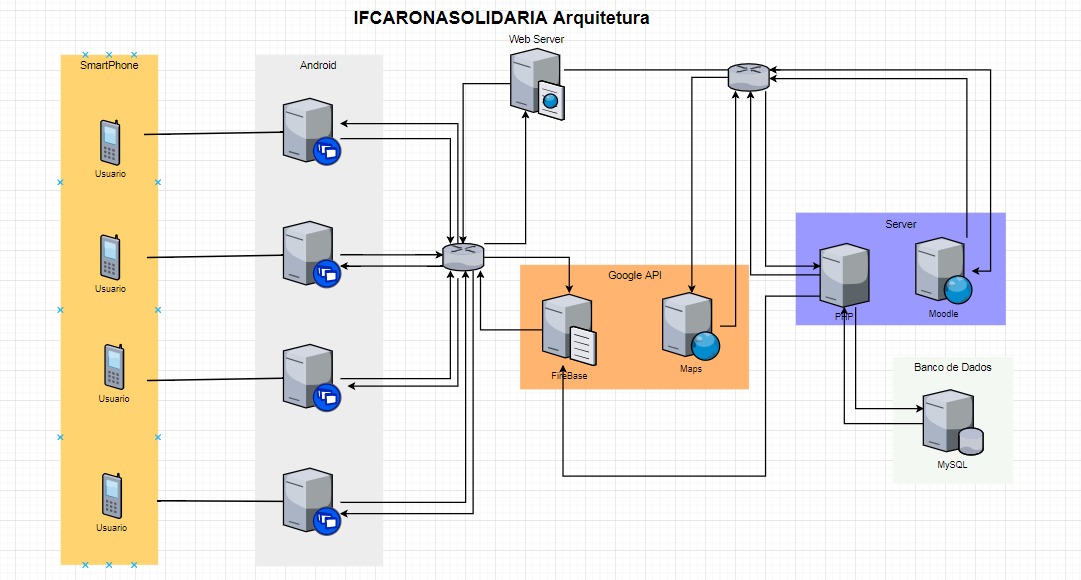 IFCARONASOLIDARIA Arquitetura
Web Server
SmartPhone
Android
Usuario
Usuario
Usuario
Usuario
Google API
FireBase
Maps
Server
PHP
Moodle
Banco de Dados
MySQL